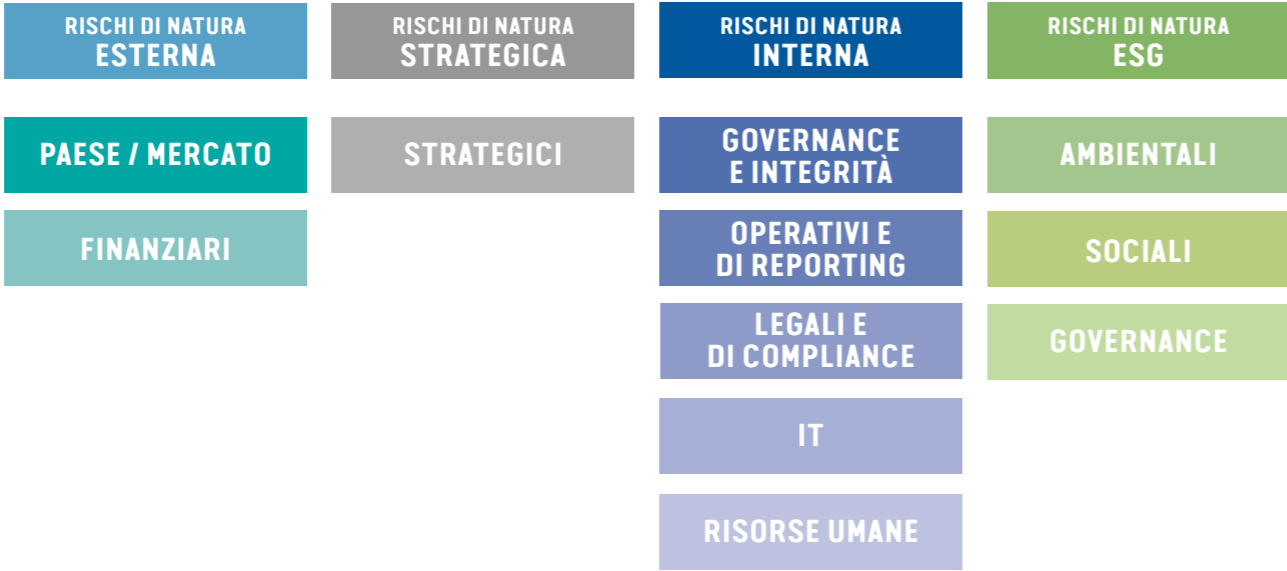 RISCHI DI NATURA
ESTERNA
PAESE / MERCATO
FINANZIARI
RISCHI DI NATURA
STRATEGICA
STRATEGICI
RISCHI DI NATURA
INTERNA
GOVERNANCE
E INTEGRITÀ
OPERATIVI E
DI REPORTING
LEGALI E
DI COMPLIANCE
IT
RISORSE UMANE
RISCHI DI NATURA
ESG
AMBIENTALI
SOCIALI
GOVERNANCE